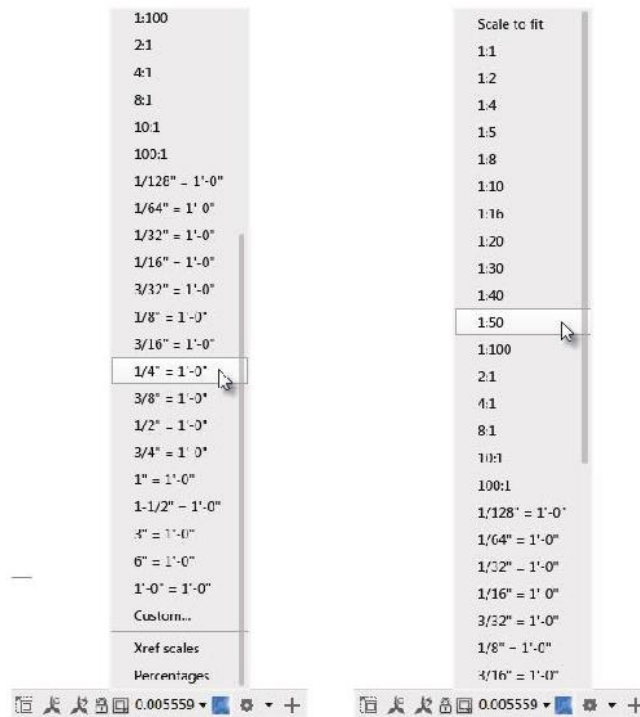 1:100
2:1
4:1
8:1
10:1
100:1
1/128" = 1'-0"
1/64" = 1'-0"
1/32" = 1'-0"
1/16" = 1'-0"
3/32" = 1'-0"
1/8" = 1'-0"
3/16" = 1'-0"
1/4" = 1'-0"
3/8" = 1'-0"
1/2" = 1'-0"
3/4" = 1'-0"
1" = 1'-0"
1-1/2" = 1'-0"
3" = 1'-0"
6" = 1'-0"
1'-0" = 1'-0"
Custom...
Xref scales
Percentages
0.005559
Scale to fit
1:1
1:2
1:4
1:5
1:8
1:10
1:16
1:20
1:30
1:40
1:50
1:100
2:1
4:1
8:1
10:1
100:1
1/128" = 1'-0"
1/64" = 1'-0"
1/32" = 1'-0"
1/16" = 1'-0"
3/32" = 1'-0"
1/8" = 1'-0"
3/16" = 1'-0"
0.005559